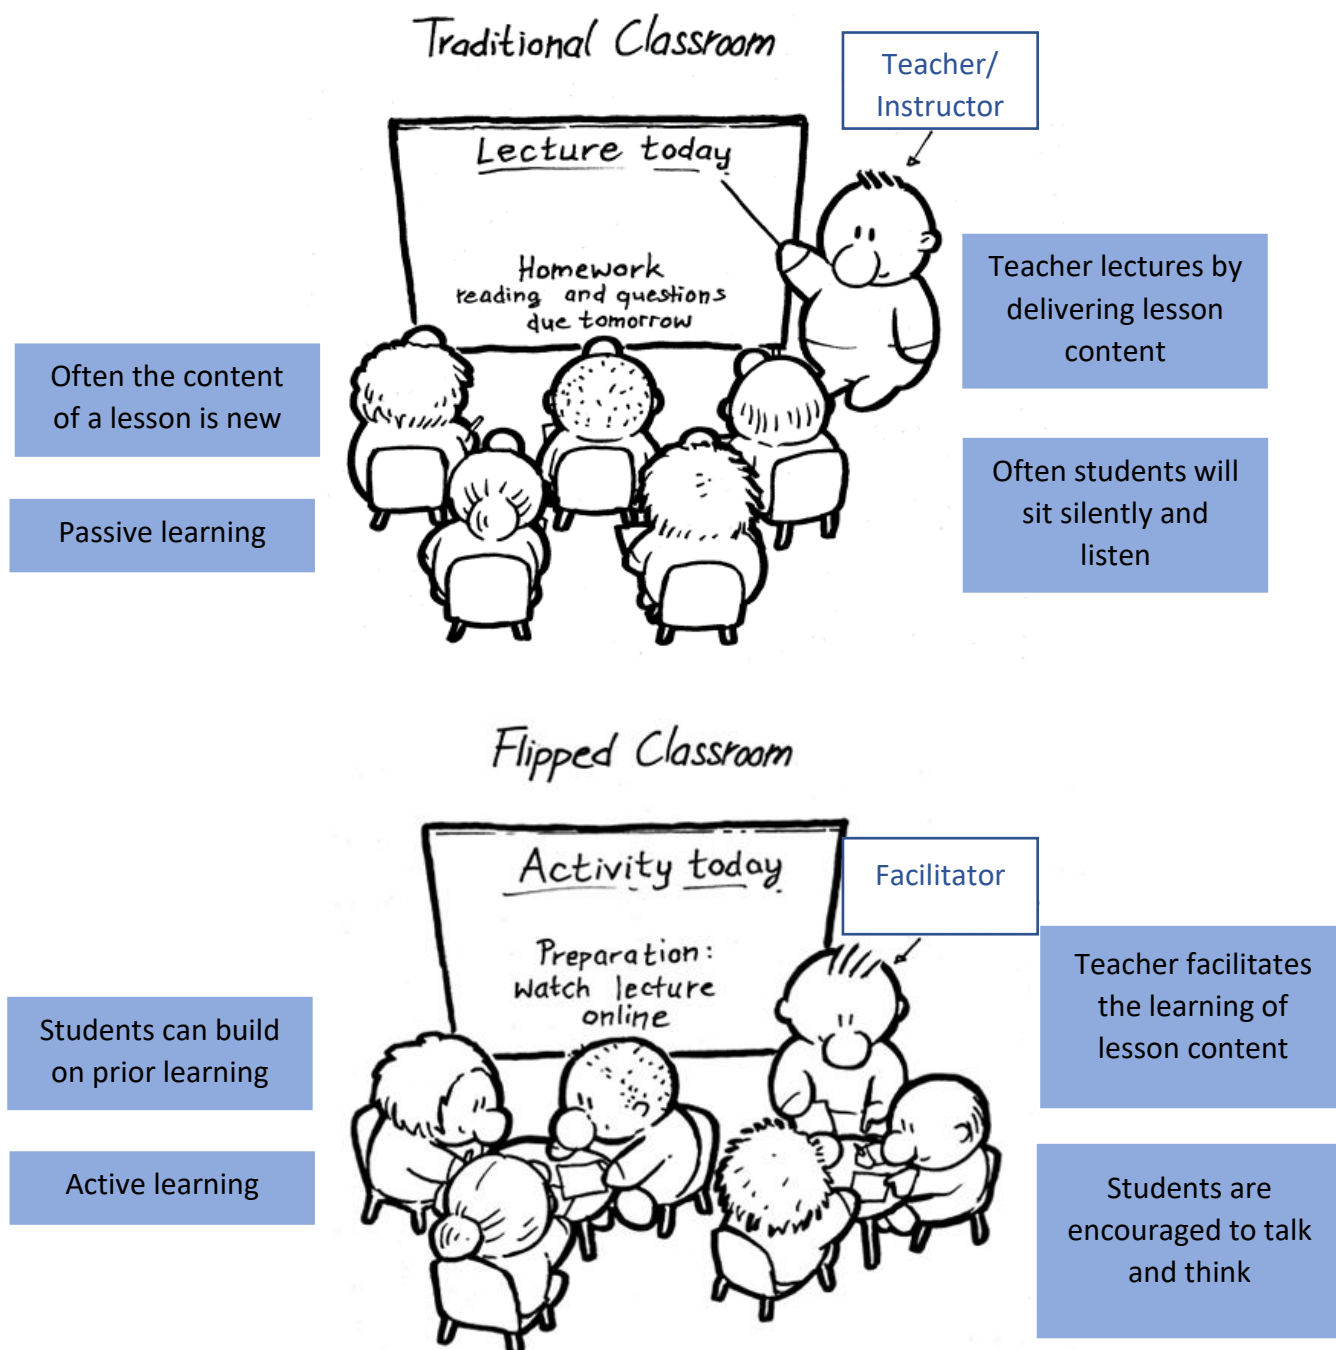 Traditional Classroom
Teacher/
Instructor
Lecture today
Homework
reading and questions
due tomorrow
Teacher lectures by
delivering lesson
content
Often the content
of a lesson is new
Passive learning
Often students will
sit silently and
listen
Flipped Classroom
Activity today
Preparation:
watch lecture
online
Facilitator
Teacher facilitates
the learning of
lesson content
Students can build
on prior learning
Active learning
Students are
encouraged to talk
and think